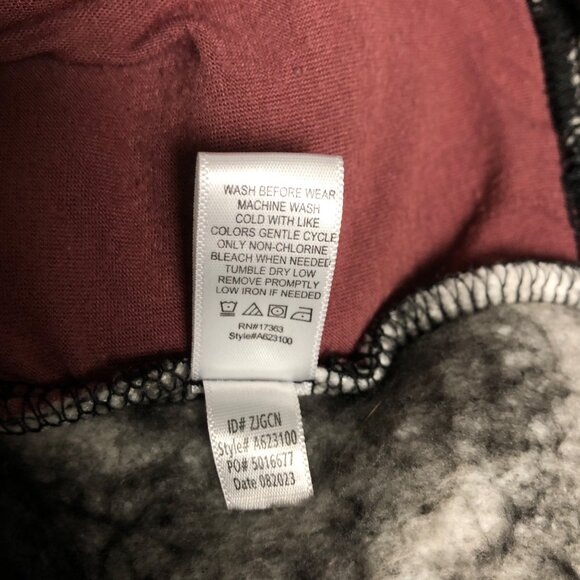 WASH BEFORE WEAR
MACHINE WASH
COLD WITH LIKE
COLORS GENTLE CYCLE
ONLY NON-CHLORINE
BLEACH WHEN NEEDED
TUMBLE DRY LOW
REMOVE PROMPTLY
LOW IRON IF NEEDED
RN#17363
Style#A623100
ID# ZJGCN
Style# A623100
PO# 5016677
Date 082023